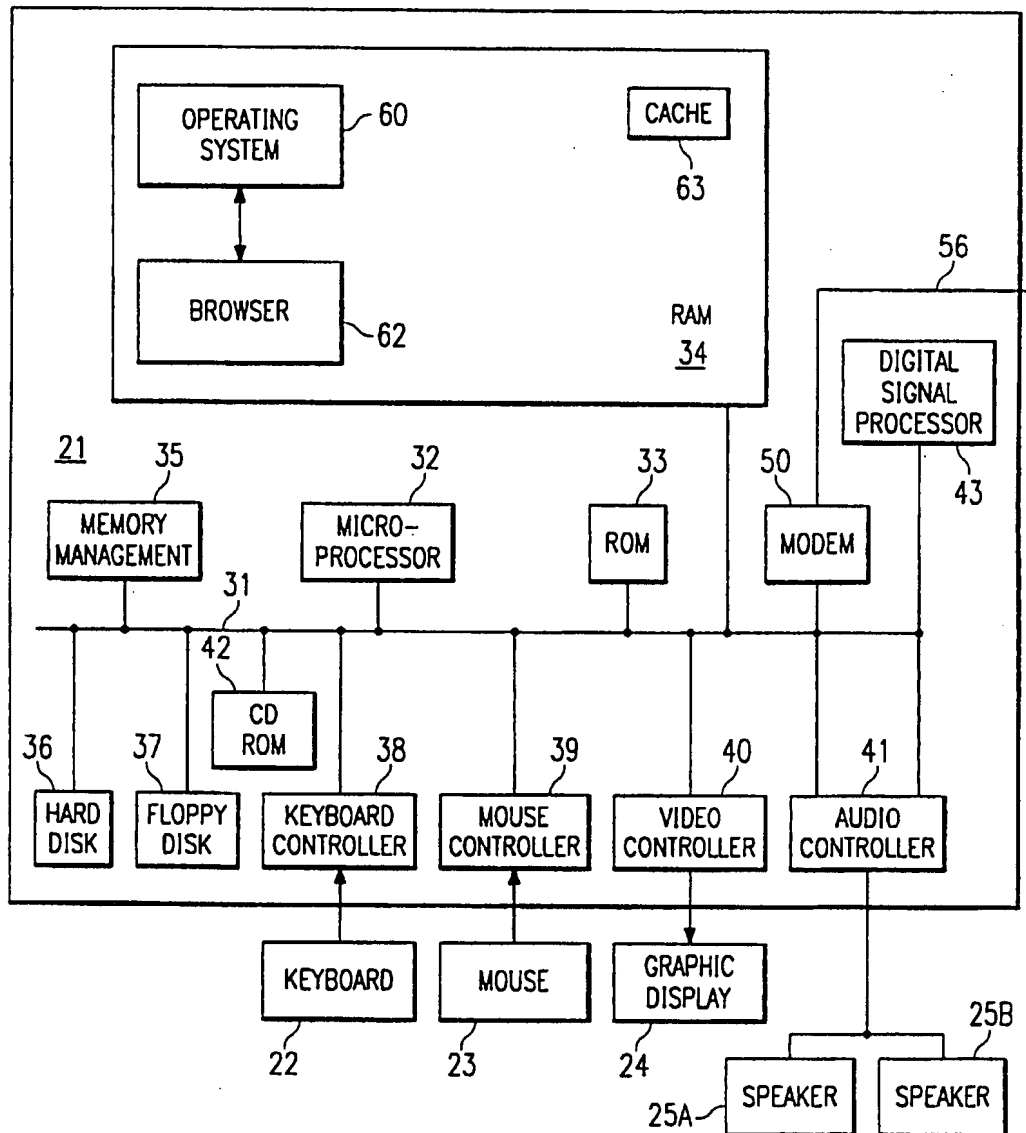 OPERATING
SYSTEM
60
CACHE
63
BROWSER
62
RAM
34
56
DIGITAL
SIGNAL
PROCESSOR
43
21
35
MEMORY
MANAGEMENT
32
MICRO-
PROCESSOR
33
ROM
50
MODEM
31
42
CD
ROM
36
HARD
DISK
37
FLOPPY
DISK
38
KEYBOARD
CONTROLLER
39
MOUSE
CONTROLLER
40
VIDEO
CONTROLLER
41
AUDIO
CONTROLLER
KEYBOARD
22
MOUSE
23
GRAPHIC
DISPLAY
24
25B
SPEAKER
25A
SPEAKER